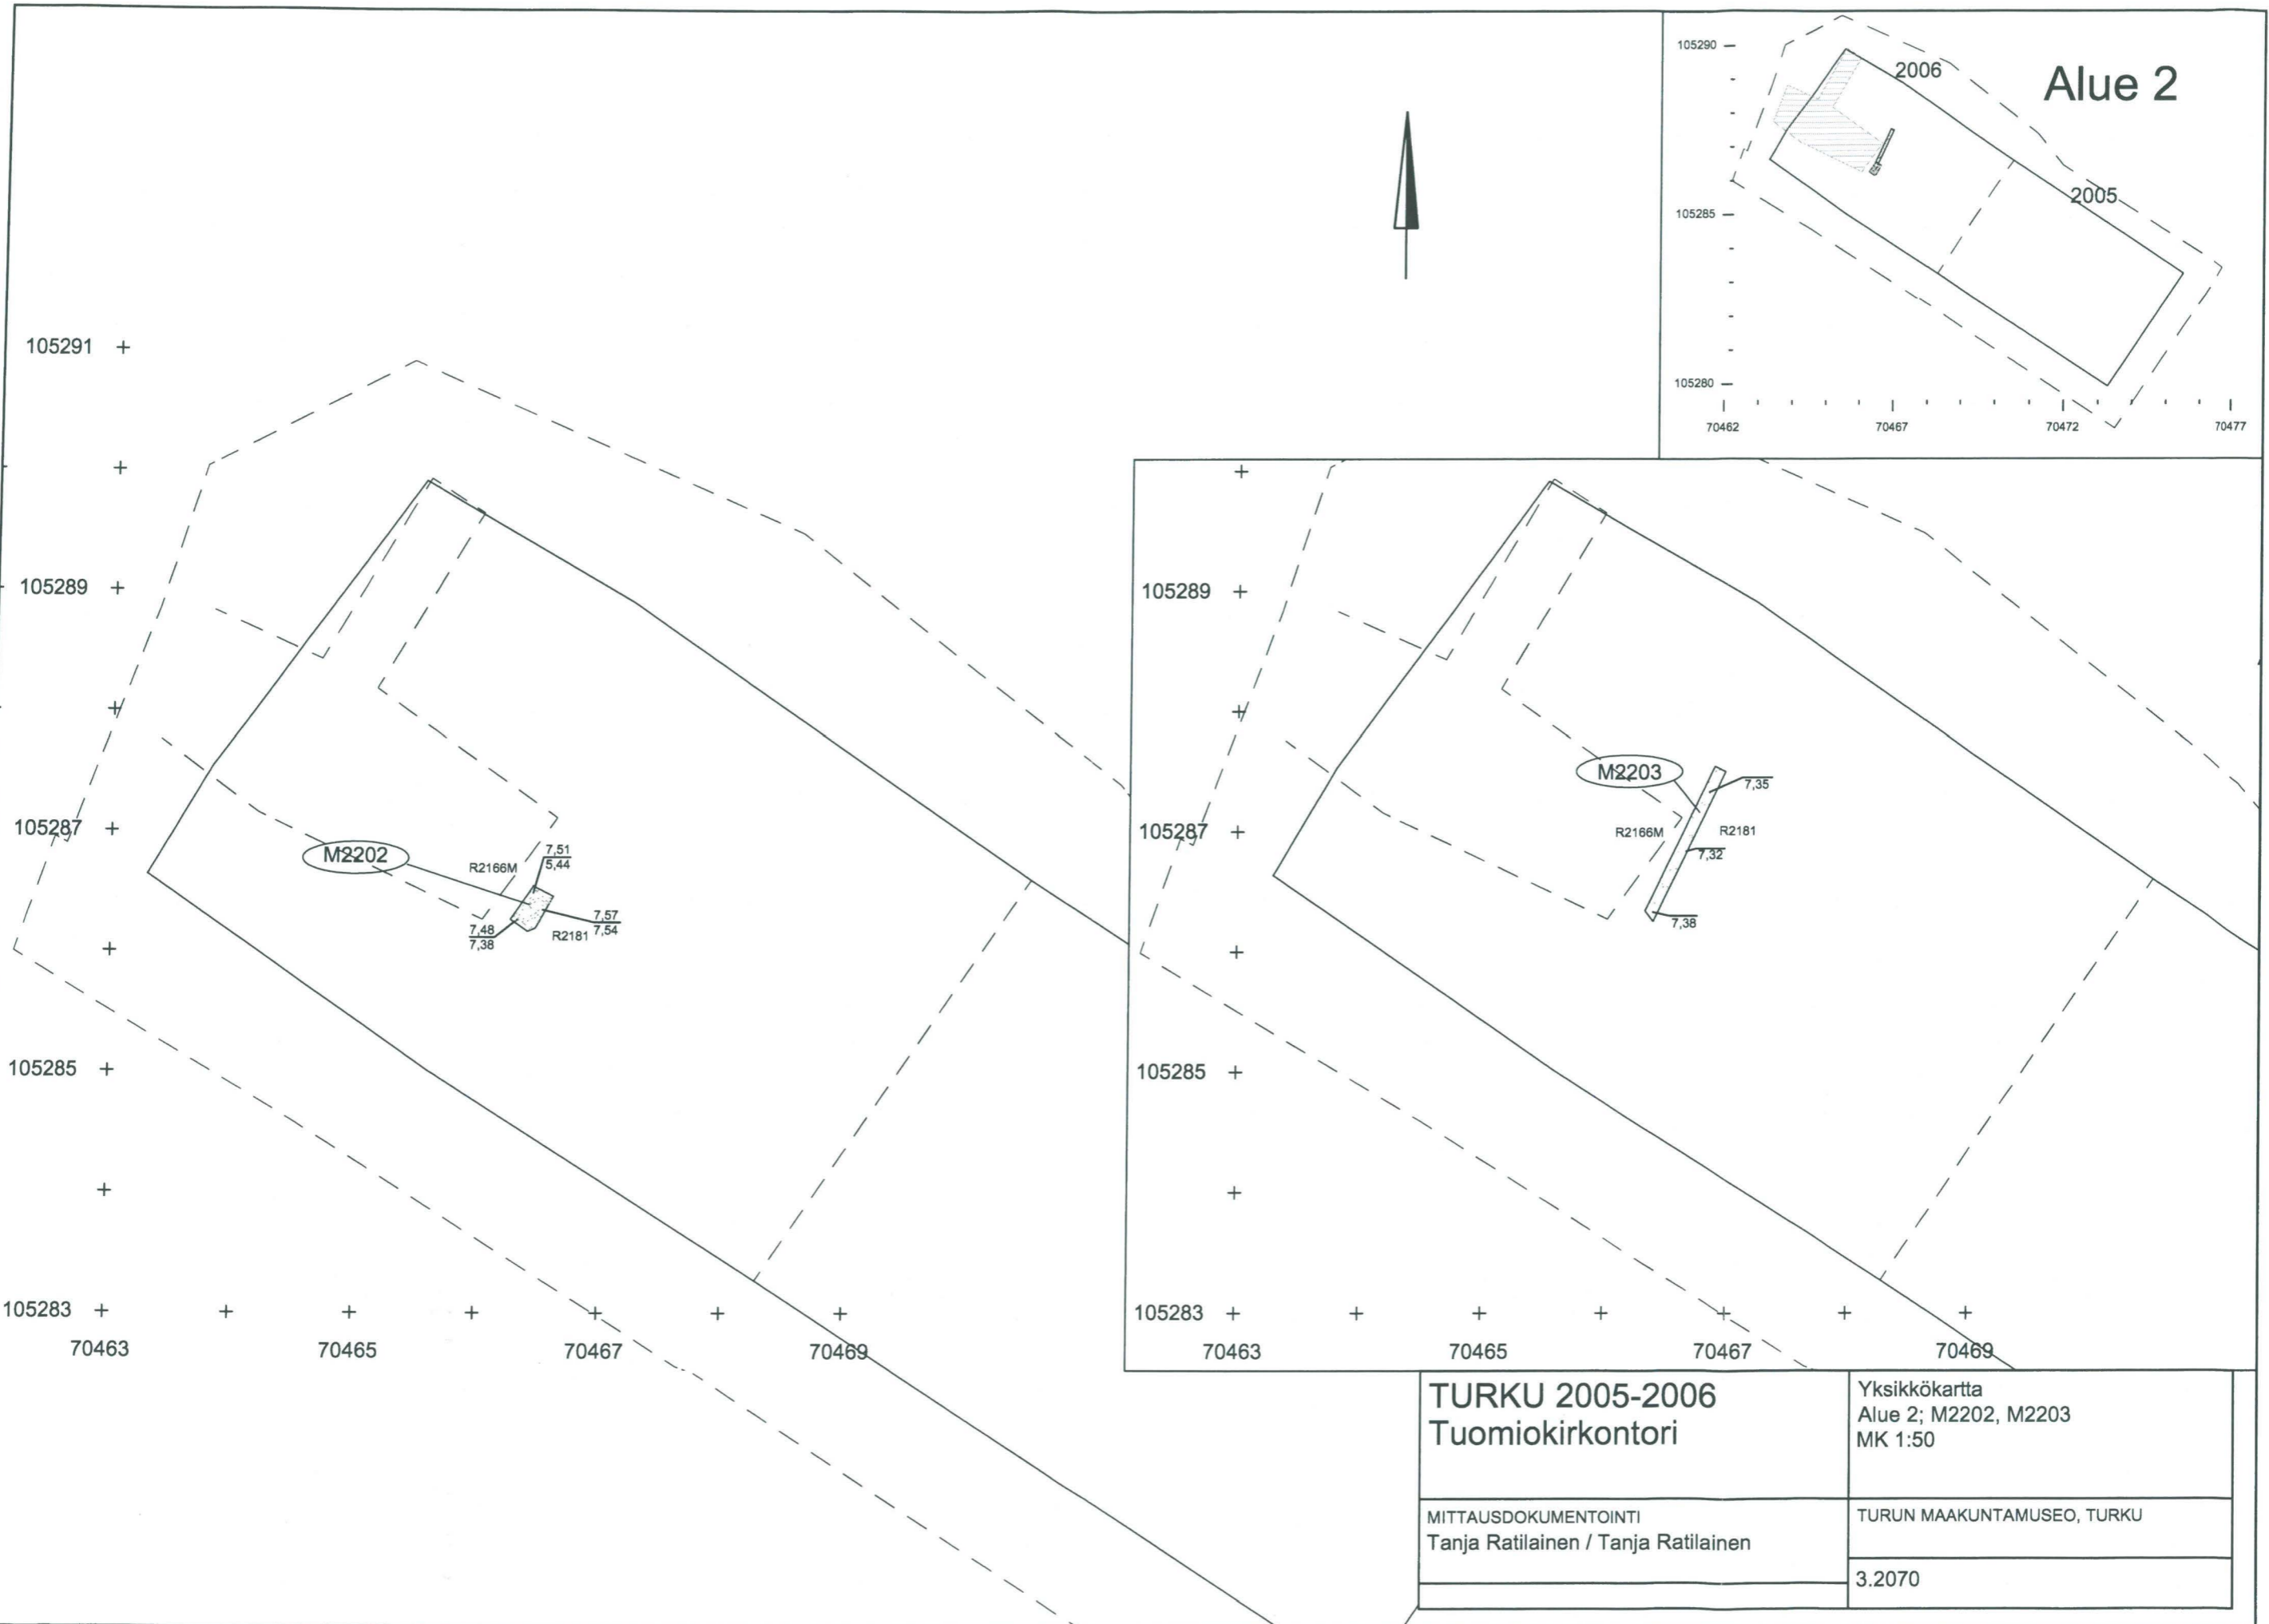 105290
2006
Alue 2
2005
105285
105280
70462
70467
70472
70477
105291
105289
105287
M2202
R2166M
7,51
5,44
7,57
7,54
7,48
7,38
R2181
105285
105283
70463
70465
70467
70469
105289
M2203
7,35
105287
R2166M
R2181
7,32
7,38
105285
105283
70463
70465
70467
70469
TURKU 2005-2006
Tuomiokirkontori
Yksikkökartta
Alue 2; M2202, M2203
MK 1:50
MITTAUSDOKUMENTOINTI
Tanja Ratilainen / Tanja Ratilainen
TURUN MAAKUNTAMUSEO, TURKU
3.2070